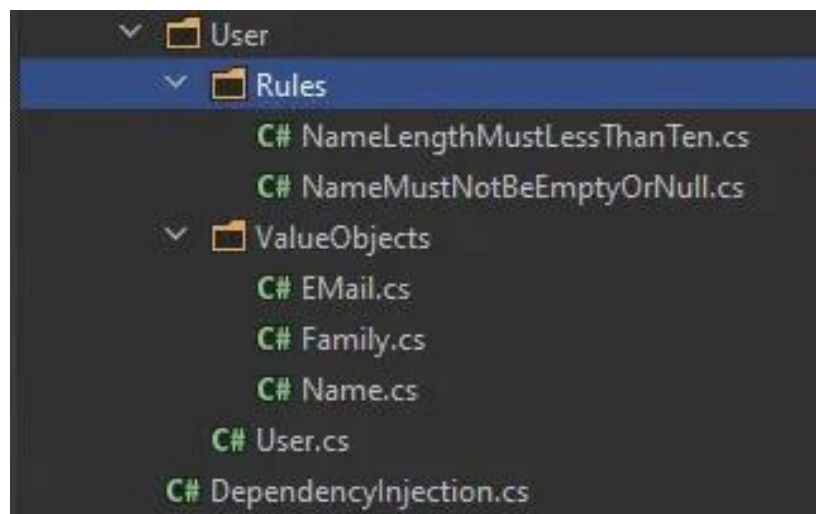 User
Rules
C# NameLengthMustLessThanTen.cs
C# NameMustNotBeEmptyOrNull.cs
ValueObjects
C# EMail.cs
C# Family.cs
C# Name.cs
C# User.cs
C# DependencyInjection.cs